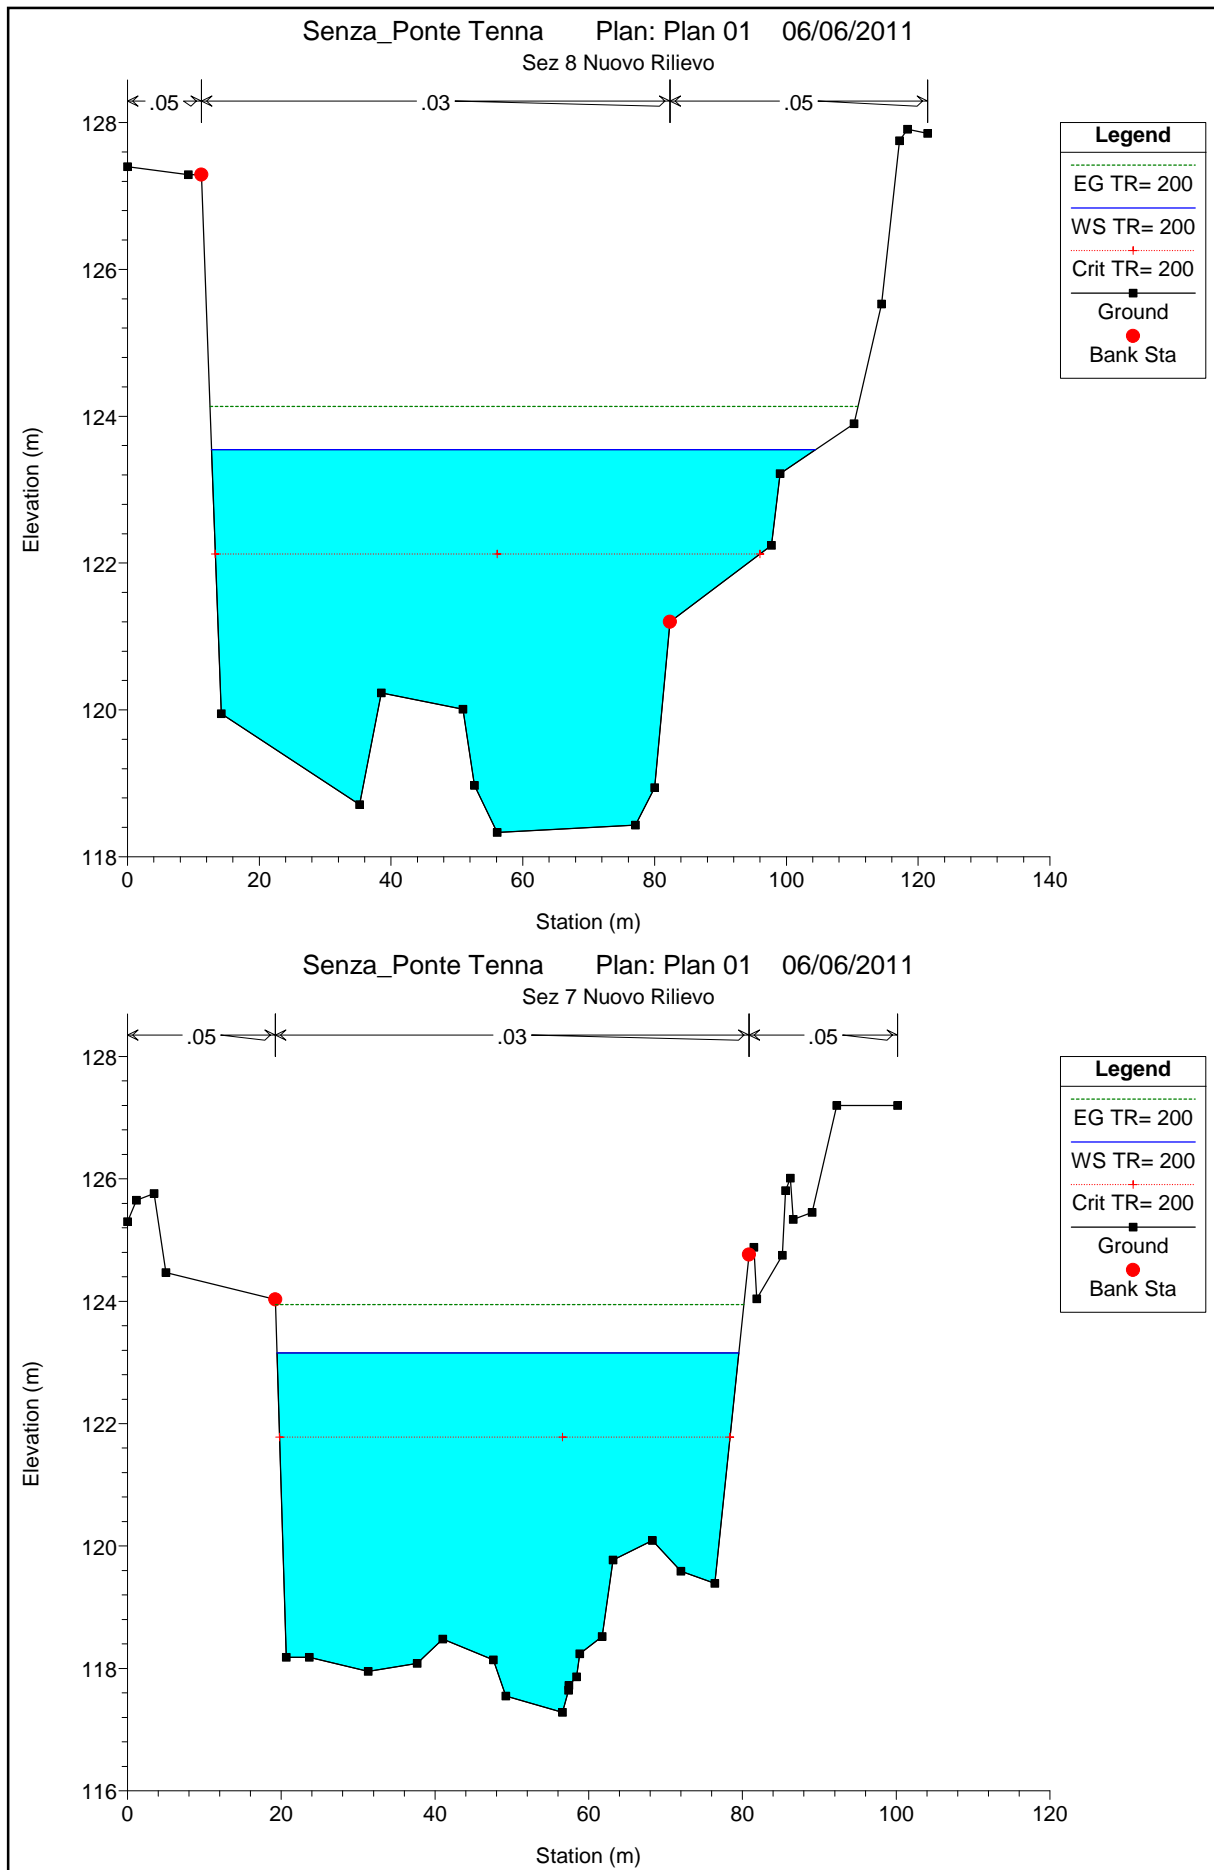 Senza_Ponte Tenna Plan: Plan 01 06/06/2011
Sez 8 Nuovo Rilievo
.05 .03 .05
128
126
124
122
120
118
Elevation (m)
0 20 40 60 80 100 120 140
Station (m)
Legend
EG TR= 200
WS TR= 200
Crit TR= 200
Ground
Bank Sta
Senza_Ponte Tenna Plan: Plan 01 06/06/2011
Sez 7 Nuovo Rilievo
.05 .03 .05
128
126
124
122
120
118
116
Elevation (m)
0 20 40 60 80 100 120
Station (m)
Legend
EG TR= 200
WS TR= 200
Crit TR= 200
Ground
Bank Sta